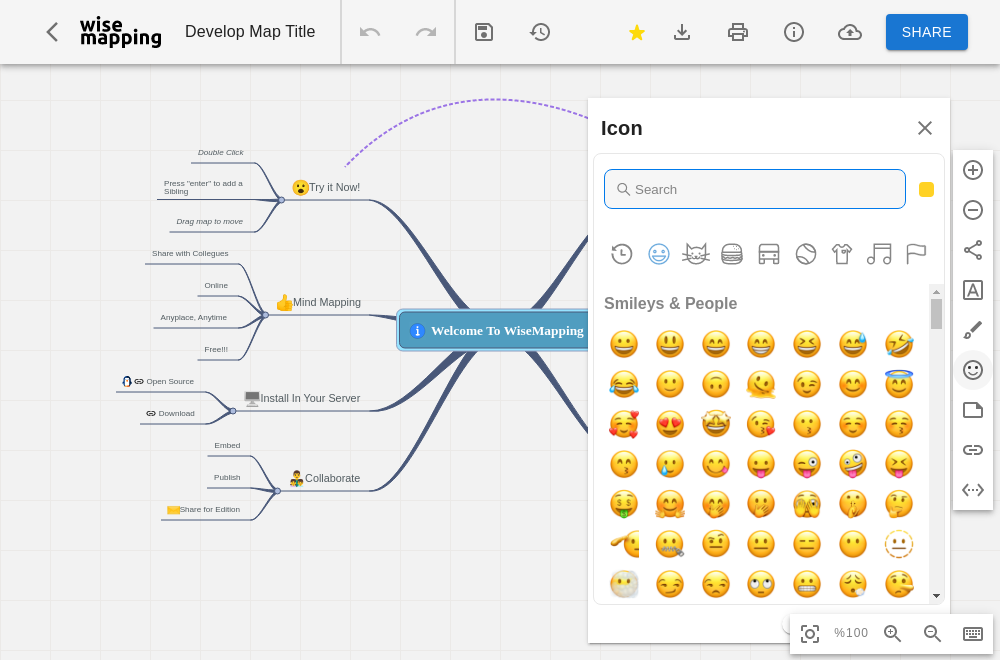 wise
mapping
Develop Map Title
SHARE
Icon
Search
Smileys & People
Double Click
Press "enter" to add a
Sibling
Drag map to move
Try it Now!
Share with Collegues
Online
Anyplace, Anytime
Free!!!
Mind Mapping
Welcome To WiseMapping
Open Source
Download
Install In Your Server
Embed
Publish
Share for Edition
Collaborate
%100